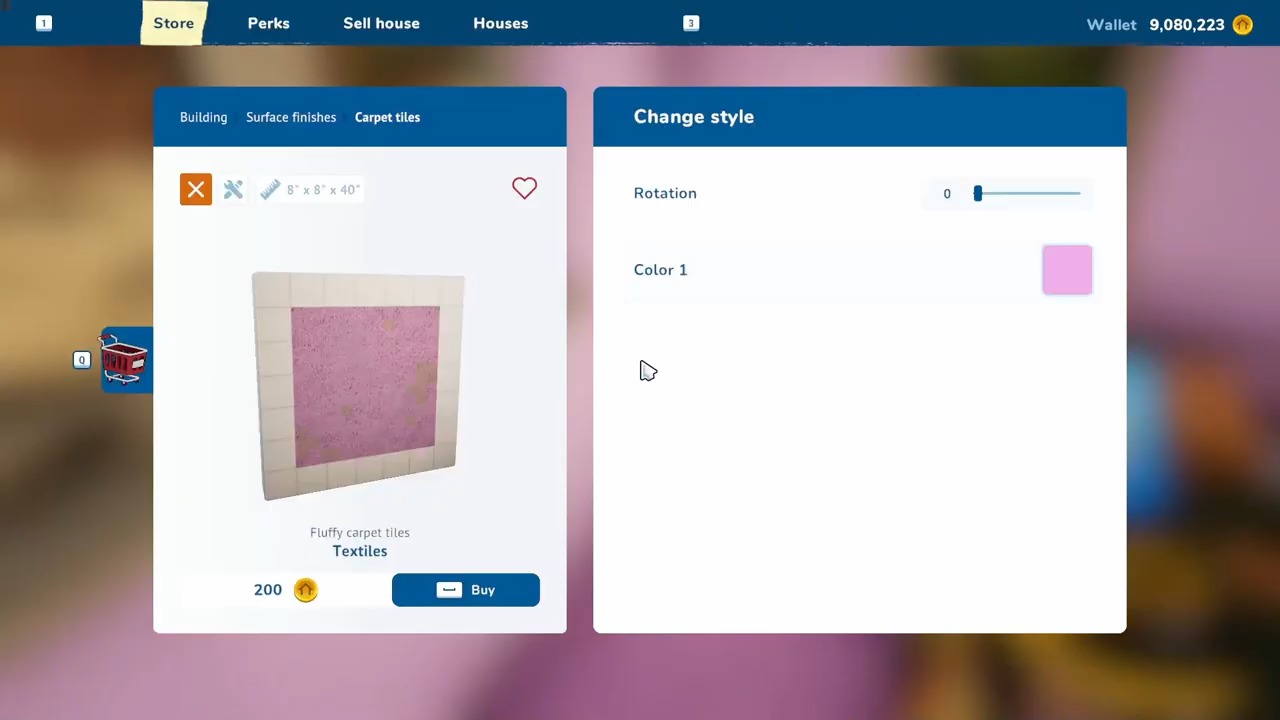 1 Store Perks Sell house Houses 3 Wallet 9,080,223
Building Surface finishes Carpet tiles
8" x 8" x 40"
Fluffy carpet tiles
Textiles
200 Buy
Q
Change style
Rotation 0
Color 1